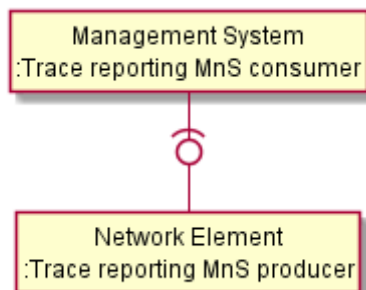 Management System
:Trace reporting MnS consumer
Network Element
:Trace reporting MnS producer